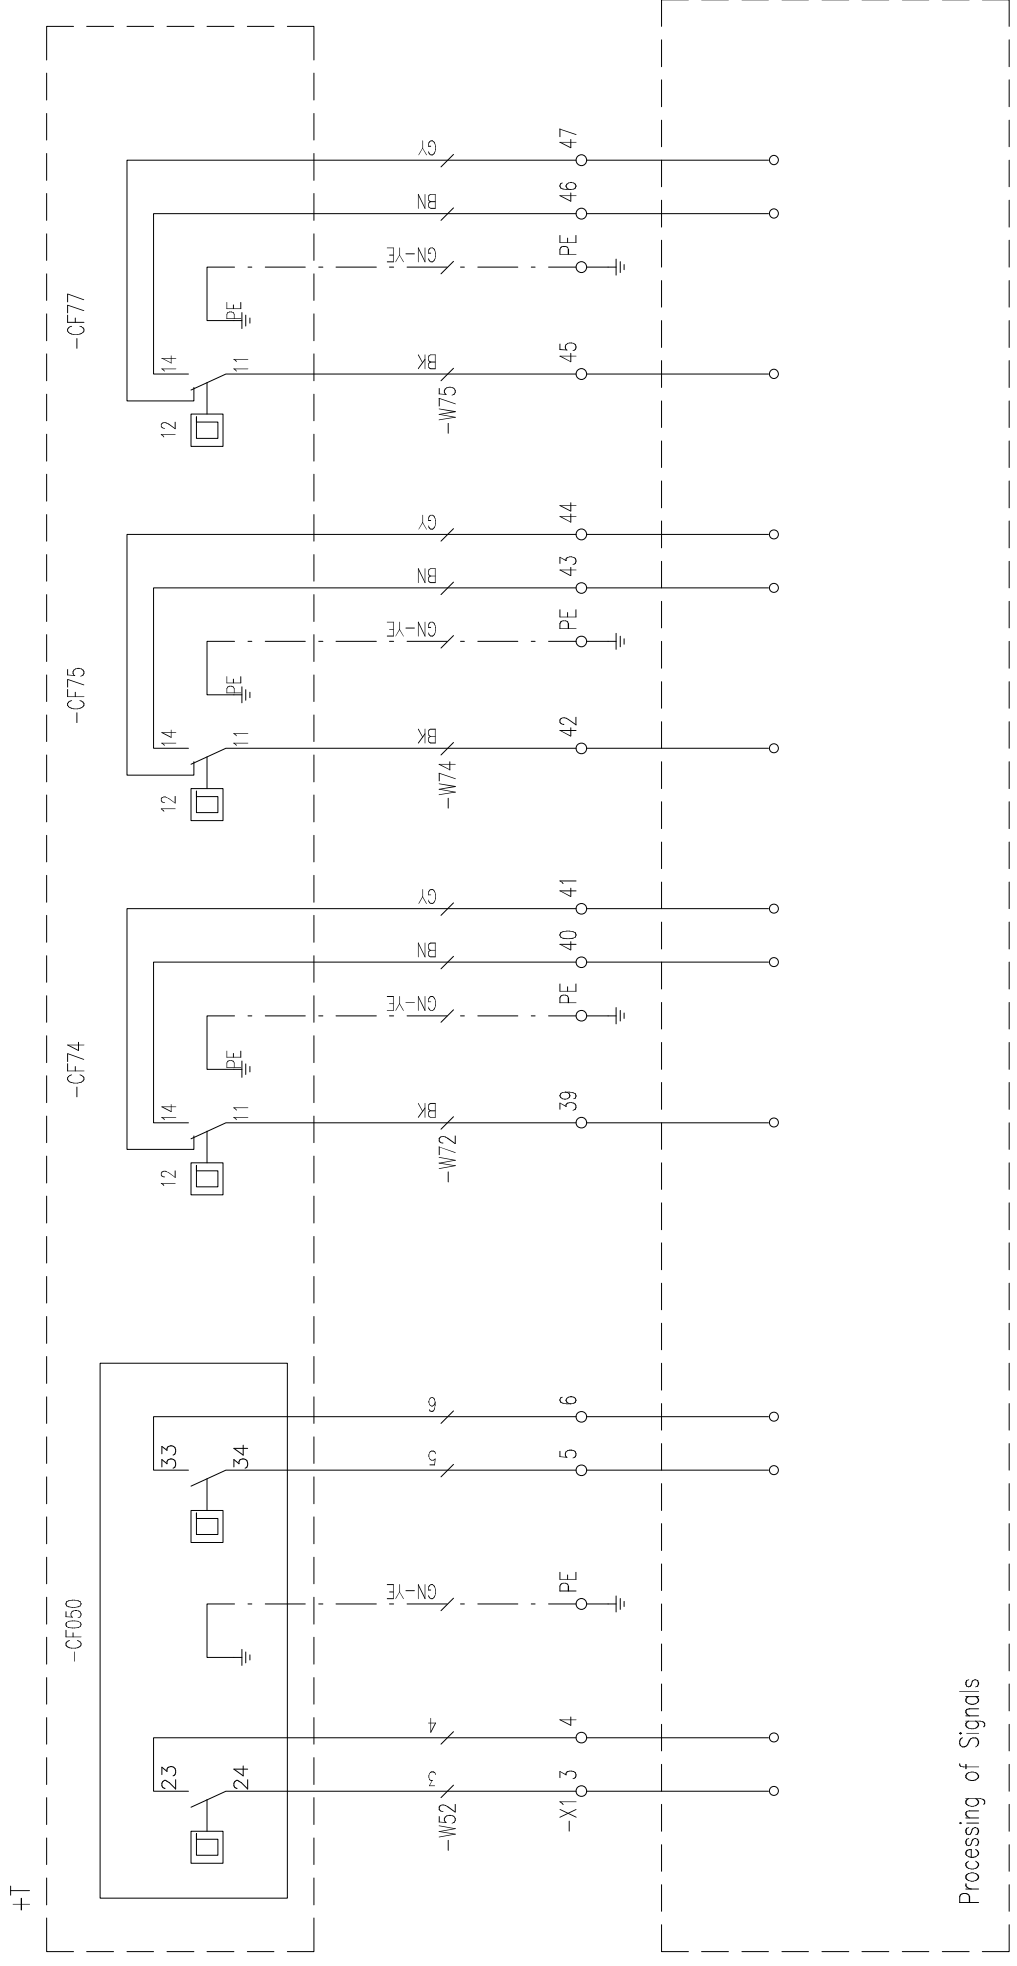 +T
-CF050
-CF74
-CF75
-CF77
23
24
33
34
12
14
11
PE
12
14
11
PE
12
14
11
PE
-W52
3
4
GN-YE
5
6
-W72
BK
GN-YE
BN
GY
-W74
BK
GN-YE
BN
GY
-W75
BK
GN-YE
BN
GY
-X1
3
4
PE
5
6
39
PE
40
41
42
PE
43
44
45
PE
46
47
Processing of Signals